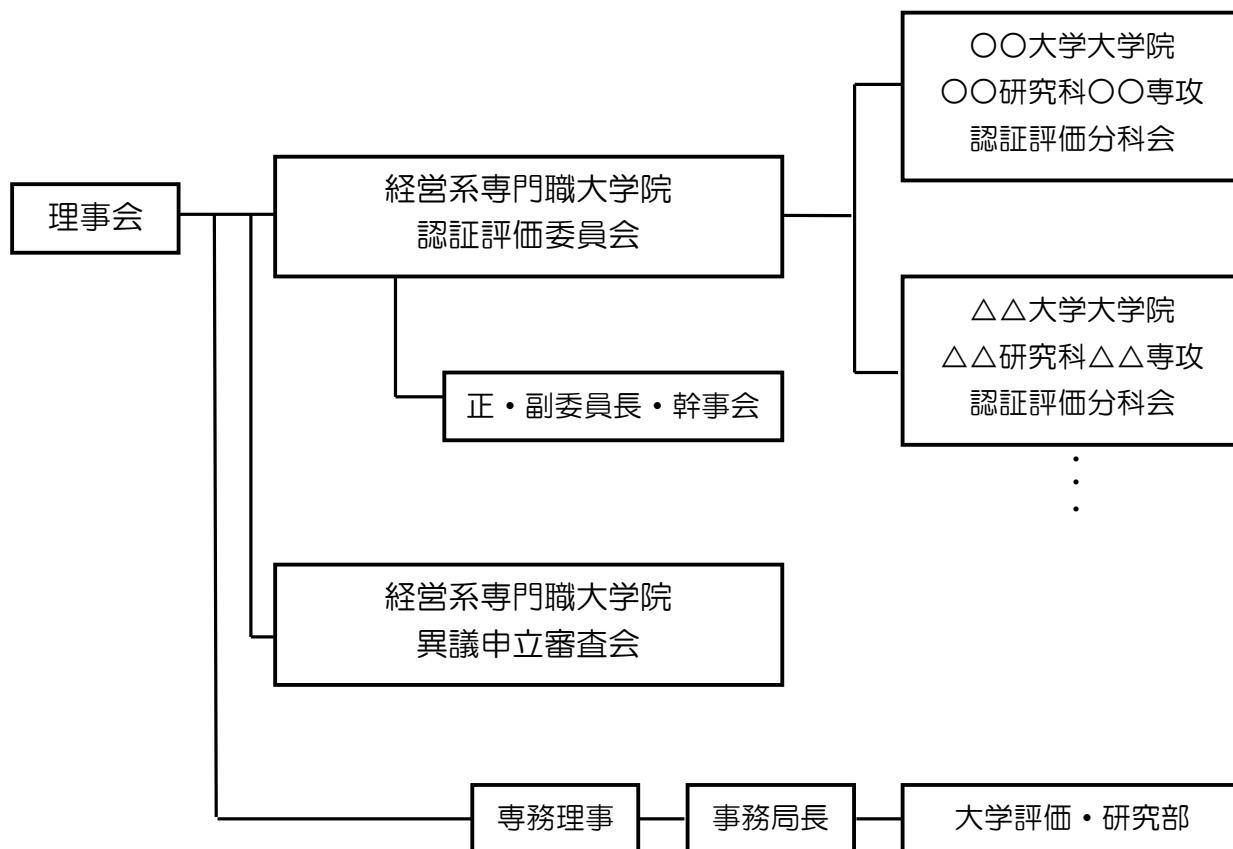 理事会
経営系専門職大学院
認証評価委員会
正・副委員長・幹事会
〇〇大学大学院
〇〇研究科〇〇専攻
認証評価分科会
△△大学大学院
△△研究科△△専攻
認証評価分科会
・
・
・
経営系専門職大学院
異議申立審査会
専務理事
事務局長
大学評価・研究部